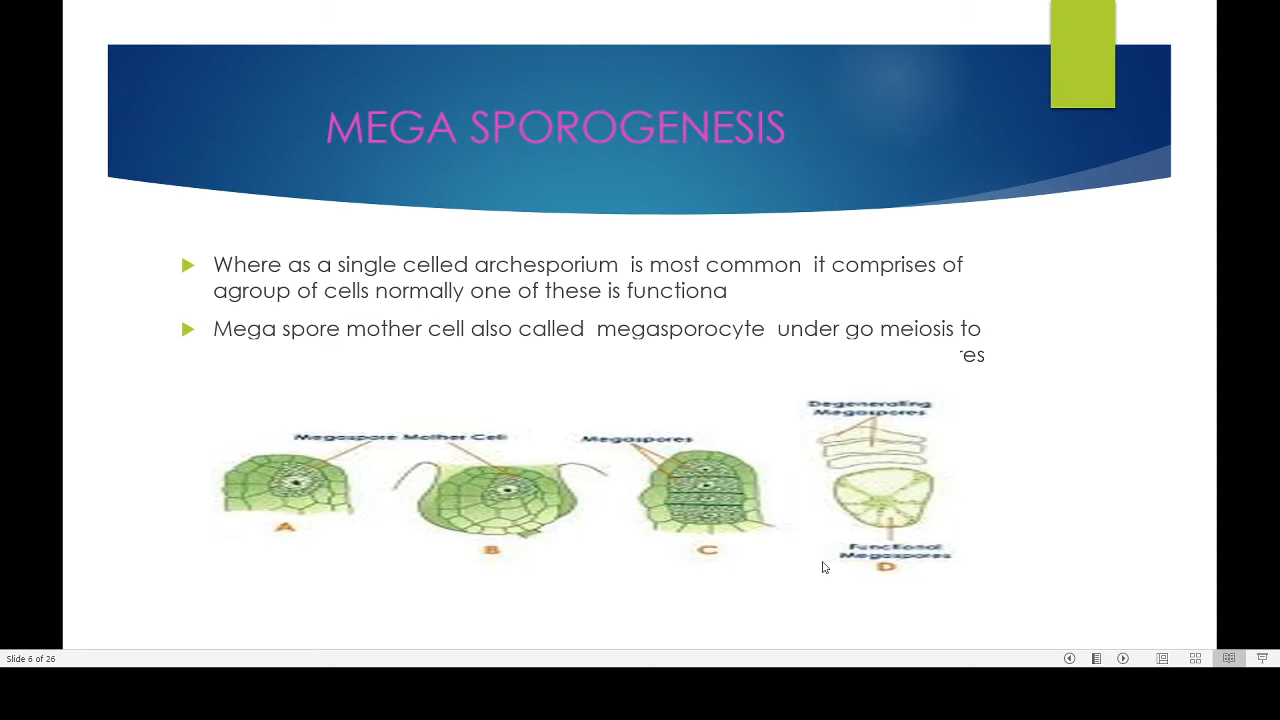 MEGA SPOROGENESIS
Where as a single celled archesporium is most common it comprises of
agroup of cells normally one of these is functiona
Mega spore mother cell also called megasporocyte under go meiosis to
res
Degenerating
Megaspores
Megaspore Mother Cell
Megaspores
A
B
C
Functional
Megaspores
D
Slide 6 of 26